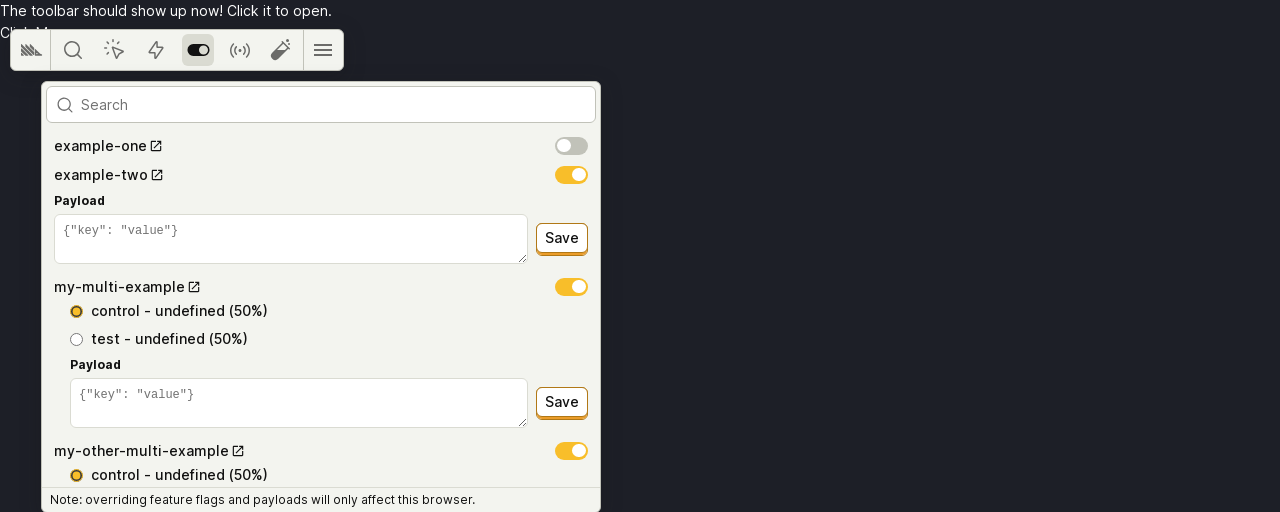 The toolbar should show up now! Click it to open.
Search
example-one
example-two
Payload
{"key": "value"}
Save
my-multi-example
control - undefined (50%)
test - undefined (50%)
Payload
{"key": "value"}
Save
my-other-multi-example
control - undefined (50%)
Note: overriding feature flags and payloads will only affect this browser.